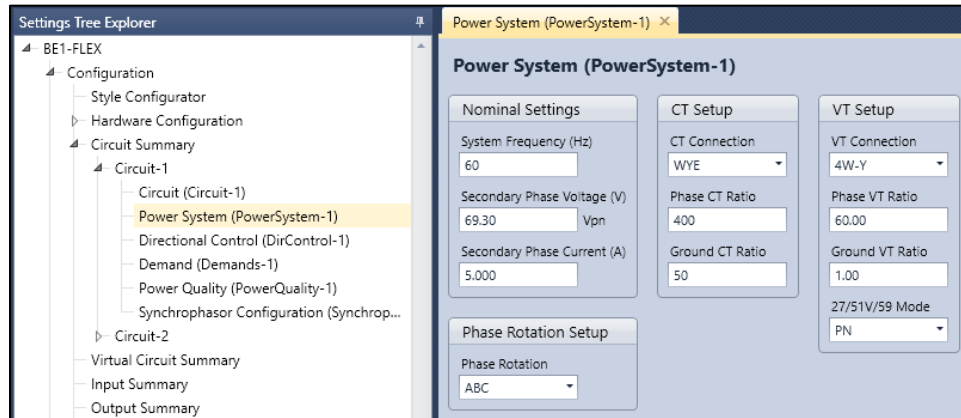 Settings Tree Explorer
BE1-FLEX
Configuration
Style Configurator
Hardware Configuration
Circuit Summary
Circuit-1
Circuit (Circuit-1)
Power System (PowerSystem-1)
Directional Control (DirControl-1)
Demand (Demands-1)
Power Quality (PowerQuality-1)
Synchrophasor Configuration (Synchrop...
Circuit-2
Virtual Circuit Summary
Input Summary
Output Summary
Power System (PowerSystem-1) ×
Power System (PowerSystem-1)
Nominal Settings
System Frequency (Hz)
60
Secondary Phase Voltage (V)
69.30 Vpn
Secondary Phase Current (A)
5.000
Phase Rotation Setup
Phase Rotation
ABC
CT Setup
CT Connection
WYE
Phase CT Ratio
400
Ground CT Ratio
50
VT Setup
VT Connection
4W-Y
Phase VT Ratio
60.00
Ground VT Ratio
1.00
27/51V/59 Mode
PN